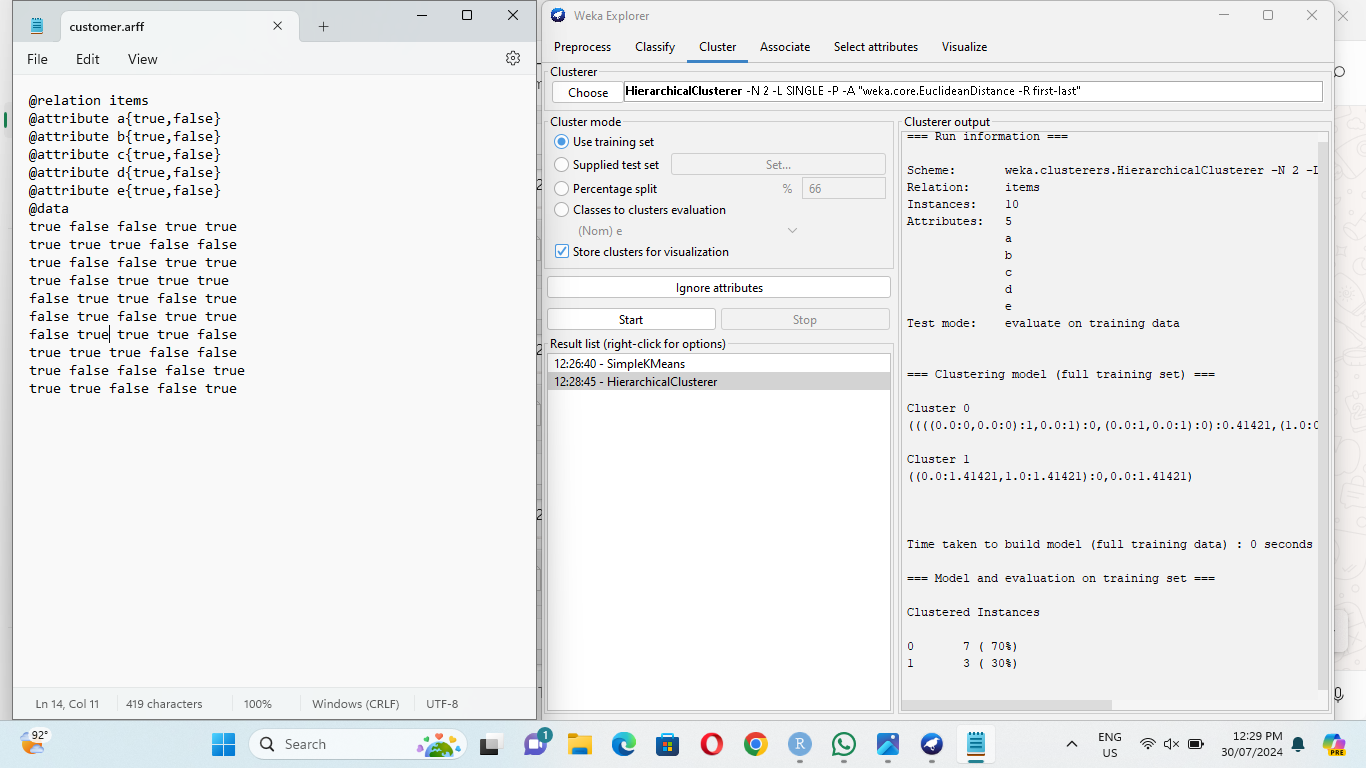 customer.arff
File Edit View
@relation items
@attribute a{true,false}
@attribute b{true,false}
@attribute c{true,false}
@attribute d{true,false}
@attribute e{true,false}
@data
true false false true true
true true true false false
true false false true true
true false true true true
false true true false true
false true false true true
false true true true false
true true true false false
true false false false true
true true false false true
Ln 14, Col 11 419 characters 100% Windows (CRLF) UTF-8
Weka Explorer
Preprocess Classify Cluster Associate Select attributes Visualize
Clusterer
Choose HierarchicalClusterer -N 2 -L SINGLE -P -A "weka.core.EuclideanDistance -R first-last"
Cluster mode
Use training set
Supplied test set Set...
Percentage split % 66
Classes to clusters evaluation
(Nom) e
Store clusters for visualization
Ignore attributes
Start Stop
Result list (right-click for options)
12:26:40 - SimpleKMeans
12:28:45 - HierarchicalClusterer
Clusterer output
=== Run information ===
Scheme: weka.clusterers.HierarchicalClusterer -N 2 -L
Relation: items
Instances: 10
Attributes: 5
a
b
c
d
e
Test mode: evaluate on training data
=== Clustering model (full training set) ===
Cluster 0
((((0.0:0,0.0:0):1,0.0:1):0,(0.0:1,0.0:1):0):0.41421,(1.0:0
Cluster 1
((0.0:1.41421,1.0:1.41421):0,0.0:1.41421)
Time taken to build model (full training data) : 0 seconds
=== Model and evaluation on training set ===
Clustered Instances
0 7 ( 70%)
1 3 ( 30%)
92°
Search
1
ENG
US
12:29 PM
30/07/2024
PRE